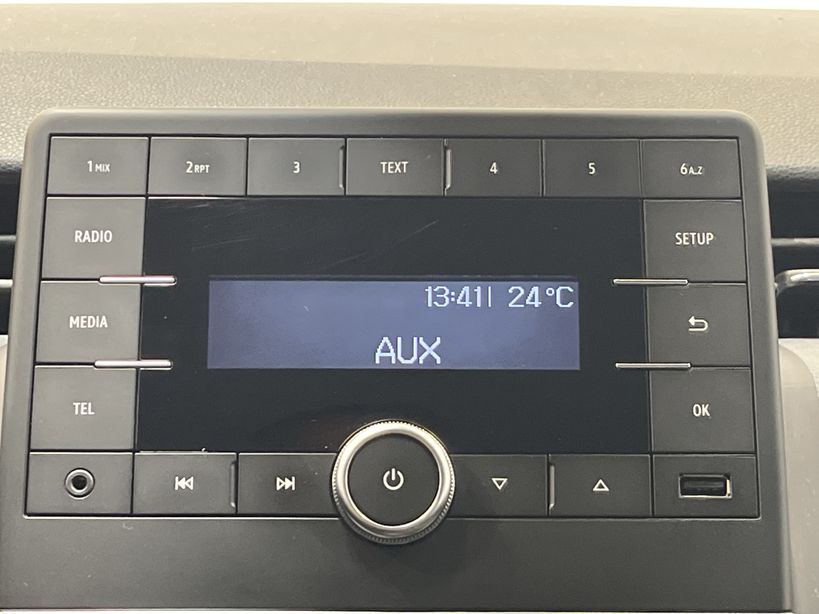 1MIX 2RPT 3 TEXT 4 5 6A...Z
RADIO
SETUP
13:41| 24°C
MEDIA
AUX
TEL
OK